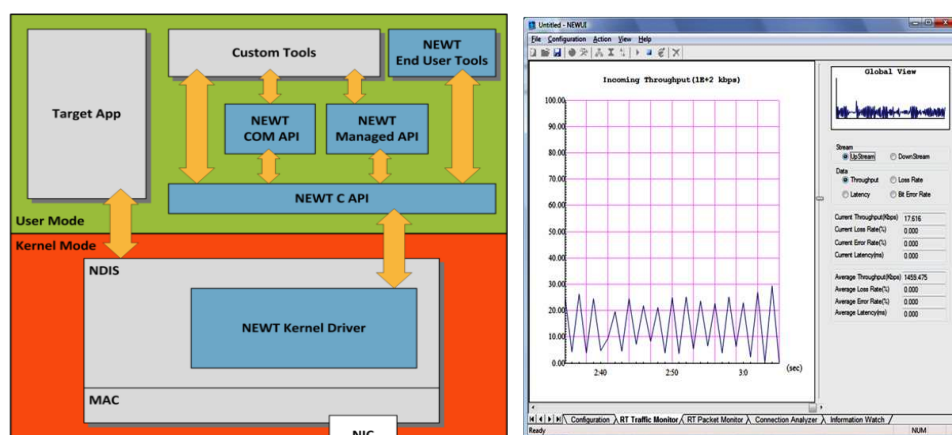 Custom Tools
NEWT
End User Tools
Target App
NEWT
COM API
NEWT
Managed API
NEWT C API
User Mode
Kernel Mode
NDIS
NEWT Kernel Driver
MAC
NIC
Untitled - NEWUI
File Configuration Action View Help
Incoming Throughput(1E+2 kbps)
100.00
90.00
80.00
70.00
60.00
50.00
40.00
30.00
20.00
10.00
0.00
2:40 2:50 3:0 (sec)
Global View
Stream
UpStream DownStream
Data
Throughput Loss Rate
Latency Bit Error Rate
Current Throughput(Kbps) 17.616
Current Loss Rate(%) 0.000
Current Error Rate(%) 0.000
Current Latency(ms) 0.000
Average Throughput(Kbps) 1459.475
Average Loss Rate(%) 0.000
Average Error Rate(%) 0.000
Average Latency(ms) 0.000
Configuration RT Traffic Monitor RT Packet Monitor Connection Analyzer Information Watch
Ready NUM